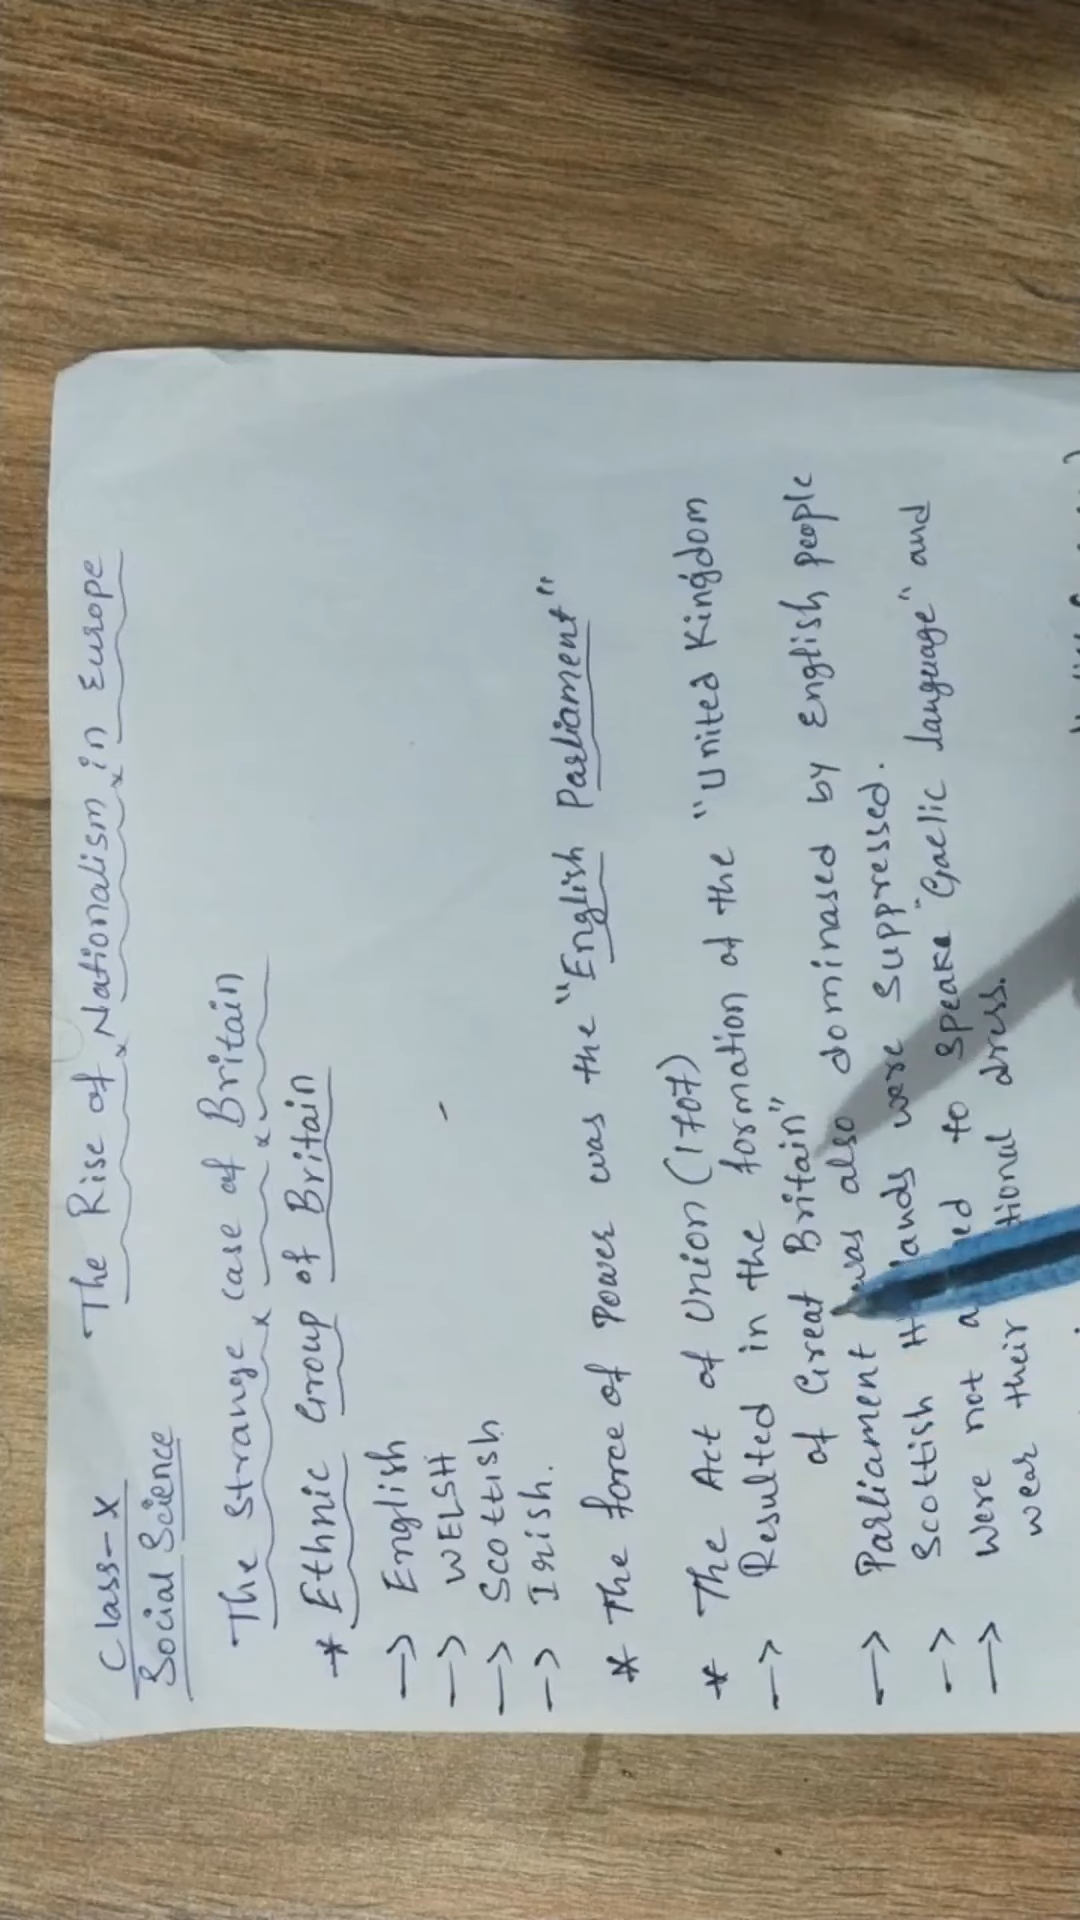 Class-X
Social Science
The Rise of Nationalism in Europe
The strange case of Britain
* Ethnic Group of Britain
→ English
→ WELSH
→ Scottish
→ Irish.
* The force of Power was the "English Parliament"
* The Act of Union (1707)
→ Resulted in the formation of the "United Kingdom
of Great Britain"
→ Parliament was also dominased by English people
→ Scottish were Suppressed.
→ Were not to speake "Gaelic language" and
wear their dress.